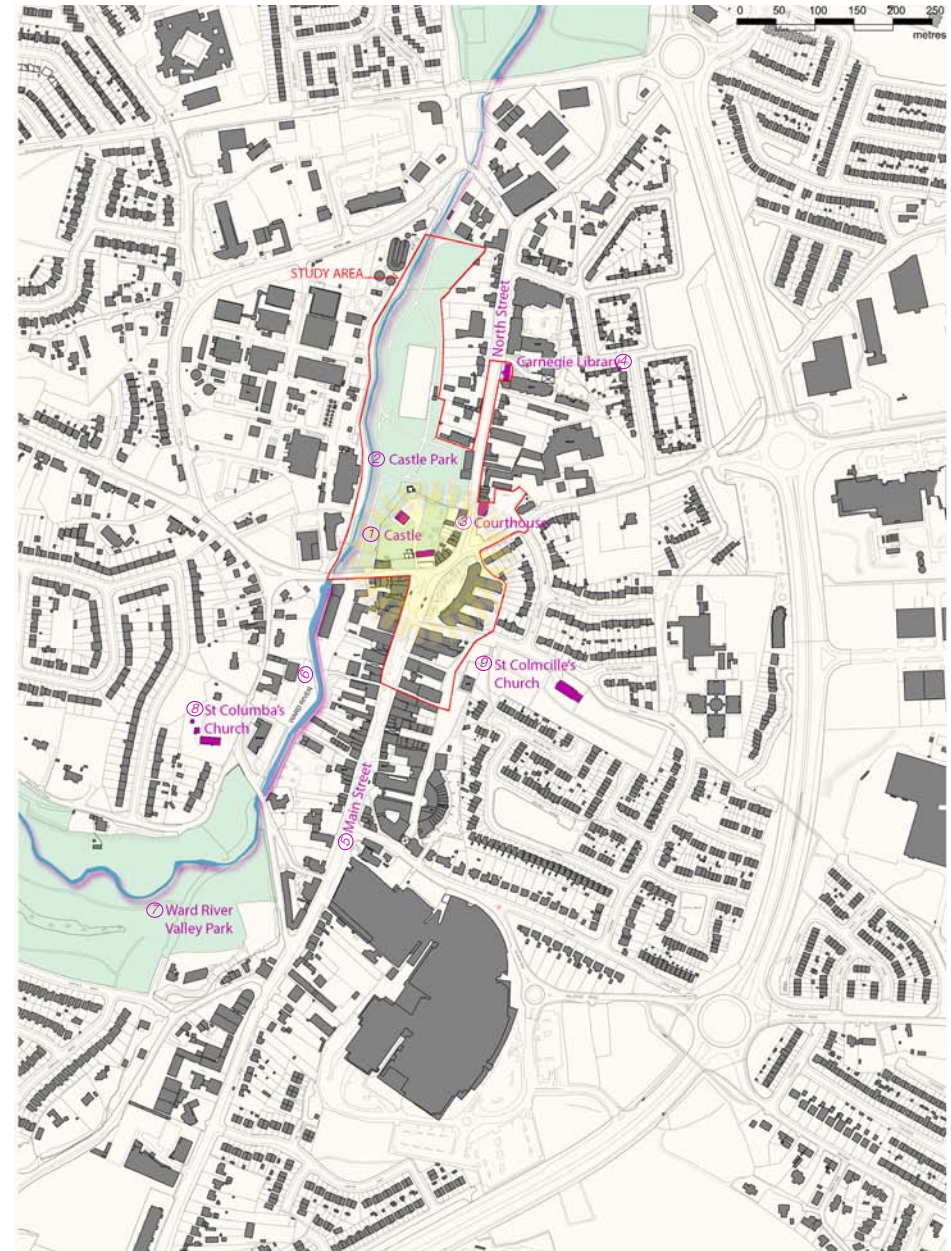 0 50 100 150 200 250
metres
STUDY AREA
North Street
Carnegie Library 4
2 Castle Park
3 Courthouse
1 Castle
9 St Colmcille's
Church
6
WARD RIVER
8 St Columba's
Church
5 Main Street
7 Ward River
Valley Park